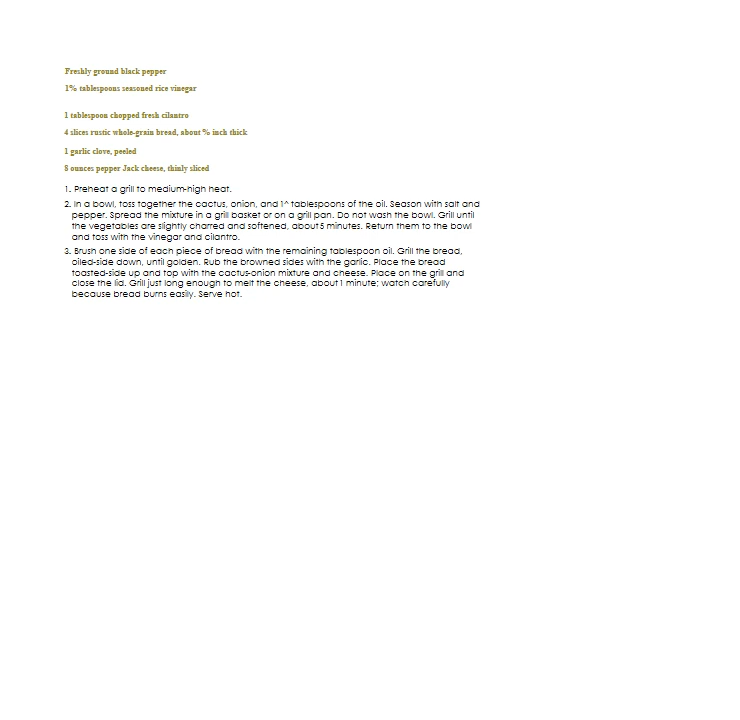 Freshly ground black pepper
1% tablespoons seasoned rice vinegar
1 tablespoon chopped fresh cilantro
4 slices rustic whole-grain bread, about % inch thick
1 garlic clove, peeled
8 ounces pepper Jack cheese, thinly sliced
1. Preheat a grill to medium-high heat.
2. In a bowl, toss together the cactus, onion, and 1^ tablespoons of the oil. Season with salt and
pepper. Spread the mixture in a grill basket or on a grill pan. Do not wash the bowl. Grill until
the vegetables are slightly charred and softened, about 5 minutes. Return them to the bowl
and toss with the vinegar and cilantro.
3. Brush one side of each piece of bread with the remaining tablespoon oil. Grill the bread,
oiled-side down, until golden. Rub the browned sides with the garlic. Place the bread
toasted-side up and top with the cactus-onion mixture and cheese. Place on the grill and
close the lid. Grill just long enough to melt the cheese, about 1 minute; watch carefully
because bread burns easily. Serve hot.